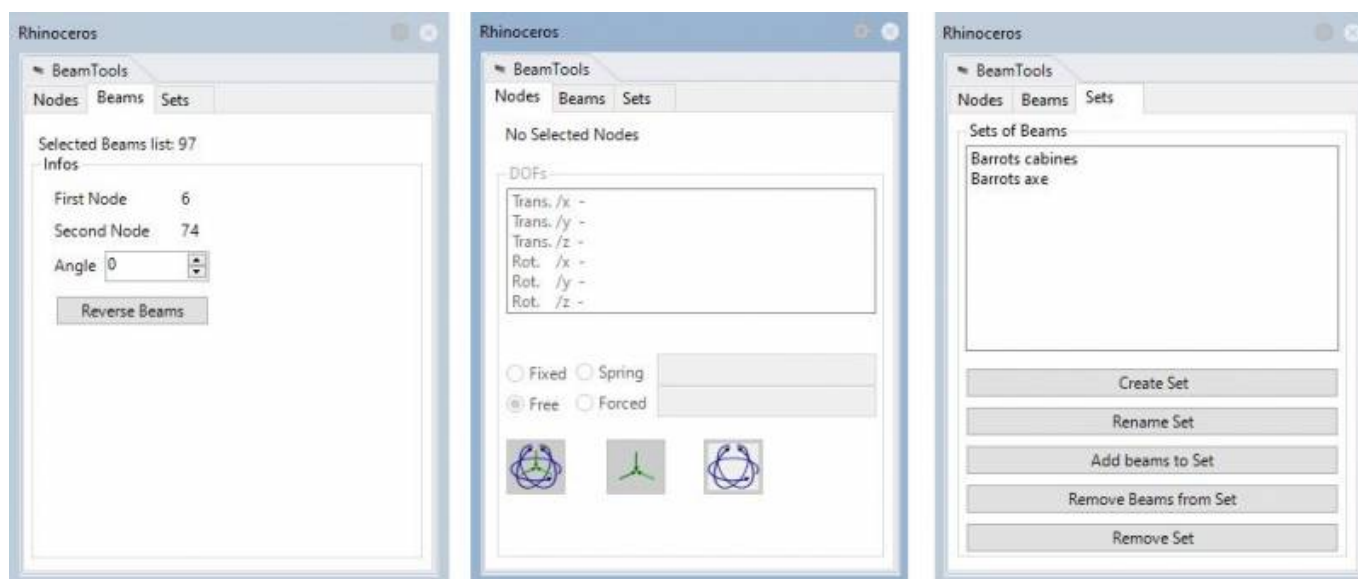 Rhinoceros
BeamTools
Nodes Beams Sets
Selected Beams list: 97
Infos
First Node 6
Second Node 74
Angle 0
Reverse Beams
Rhinoceros
BeamTools
Nodes Beams Sets
No Selected Nodes
DOFs
Trans. /x -
Trans. /y -
Trans. /z -
Rot. /x -
Rot. /y -
Rot. /z -
Fixed Spring
Free Forced
Rhinoceros
BeamTools
Nodes Beams Sets
Sets of Beams
Barrots cabines
Barrots axe
Create Set
Rename Set
Add beams to Set
Remove Beams from Set
Remove Set